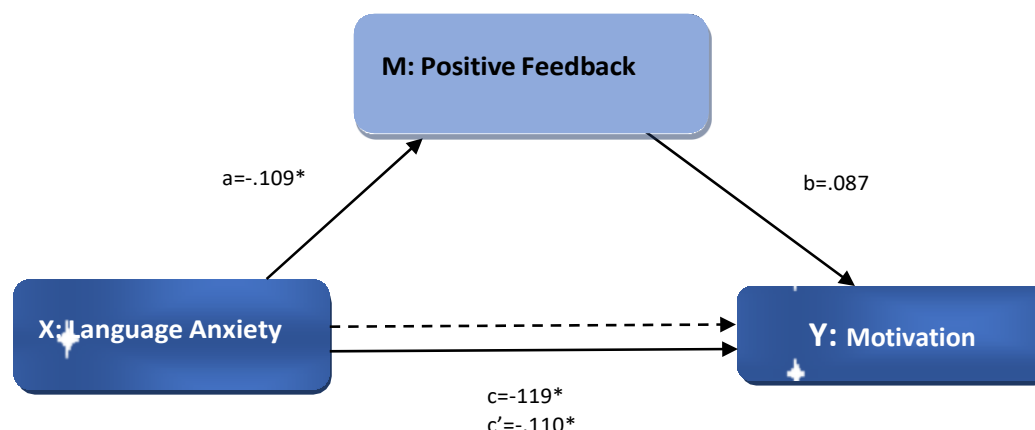 M: Positive Feedback
a=-.109*
b=.087
X: Language Anxiety
Y: Motivation
c=-119*
c’=-.110*